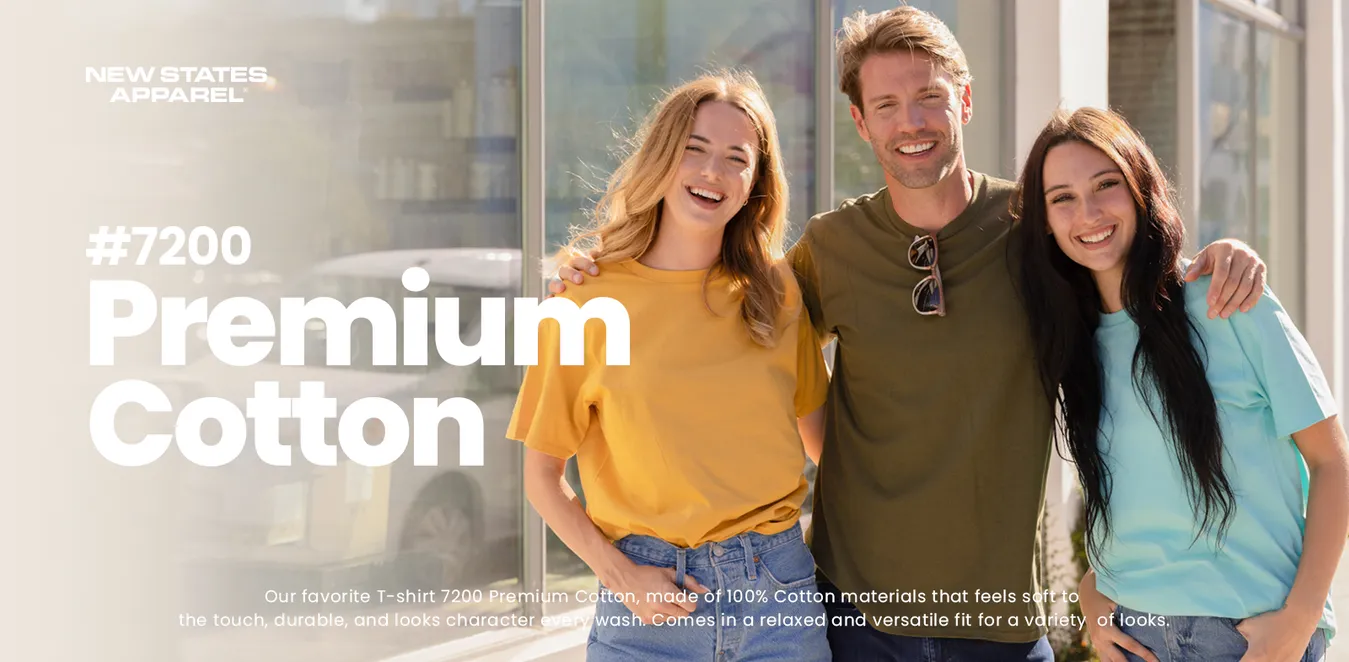 NEW STATES
APPAREL®
#7200
Premium
Cotton
Our favorite T-shirt 7200 Premium Cotton, made of 100% Cotton materials that feels soft to
the touch, durable, and looks character every wash. Comes in a relaxed and versatile fit for a variety  of looks.